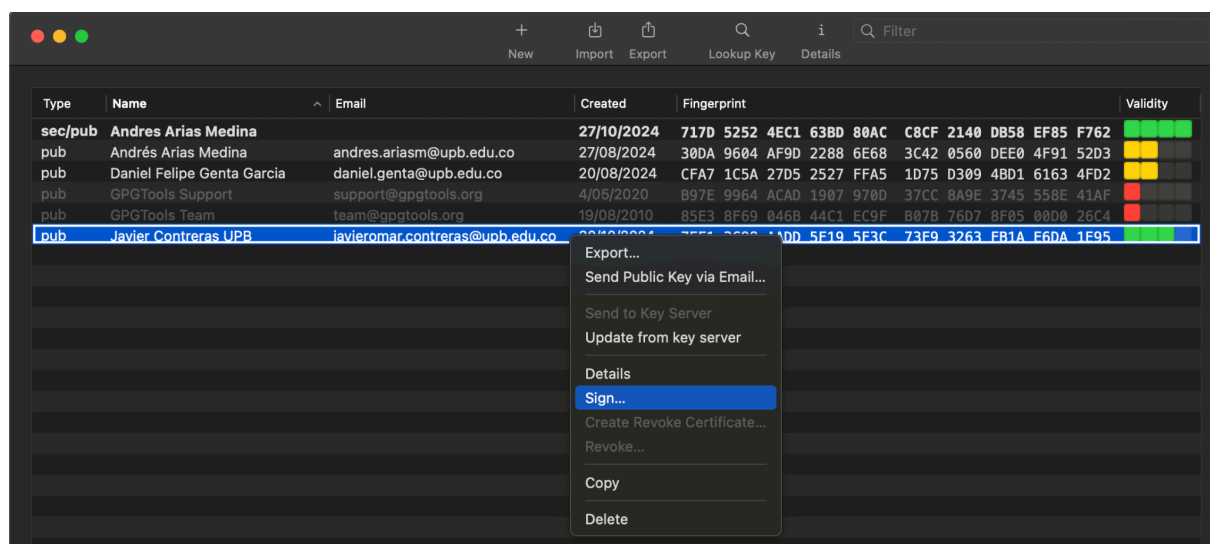 New Import Export Lookup Key Details Filter
Type Name Email Created Fingerprint Validity
sec/pub Andres Arias Medina 27/10/2024 717D 5252 4EC1 63BD 80AC C8CF 2140 DB58 EF85 F762
pub Andrés Arias Medina andres.ariasm@upb.edu.co 27/08/2024 30DA 9604 AF9D 2288 6E68 3C42 0560 DEE0 4F91 52D3
pub Daniel Felipe Genta Garcia daniel.genta@upb.edu.co 20/08/2024 CFA7 1C5A 27D5 2527 FFA5 1D75 D309 4BD1 6163 4FD2
pub GPGTools Support support@gpgtools.org 4/05/2020 B97E 9964 ACAD 1907 970D 37CC 8A9E 3745 558E 41AF
pub GPGTools Team team@gpgtools.org 19/08/2010 85E3 8F69 046B 44C1 EC9F B07B 76D7 8F05 00D0 26C4
pub Javier Contreras UPB javieromar.contreras@upb.edu.co 5F19 5F3C 73F9 3263 FB1A F6DA 1E95
Export...
Send Public Key via Email...
Send to Key Server
Update from key server
Details
Sign...
Create Revoke Certificate...
Revoke...
Copy
Delete